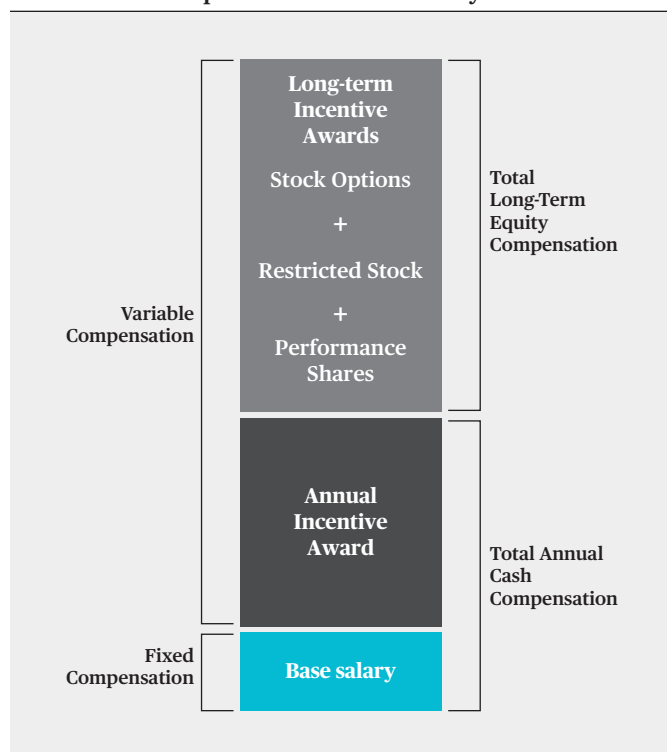 Long-term
Incentive
Awards
Stock Options
+
Restricted Stock
+
Performance
Shares
Total
Long-Term
Equity
Compensation
Variable
Compensation
Annual
Incentive
Award
Total Annual
Cash
Compensation
Fixed
Compensation
Base salary